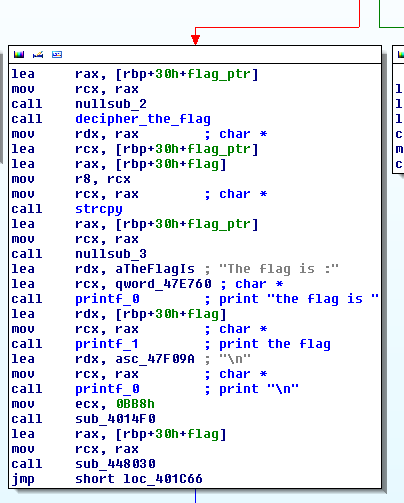 lea rax, [rbp+30h+flag_ptr]
mov rcx, rax
call nullsub_2
call decipher_the_flag
mov rdx, rax ; char *
lea rcx, [rbp+30h+flag_ptr]
lea rax, [rbp+30h+flag]
mov r8, rcx
mov rcx, rax ; char *
call strcpy
lea rax, [rbp+30h+flag_ptr]
mov rcx, rax
call nullsub_3
lea rdx, aTheFlagIs ; "The flag is :"
lea rcx, qword_47E760 ; char *
call printf_0 ; print "the flag is "
lea rdx, [rbp+30h+flag]
mov rcx, rax ; char *
call printf_1 ; print the flag
lea rdx, asc_47F09A ; "\n"
mov rcx, rax ; char *
call printf_0 ; print "\n"
mov ecx, 0BB8h
call sub_4014F0
lea rax, [rbp+30h+flag]
mov rcx, rax
call sub_448030
jmp short loc_401C66